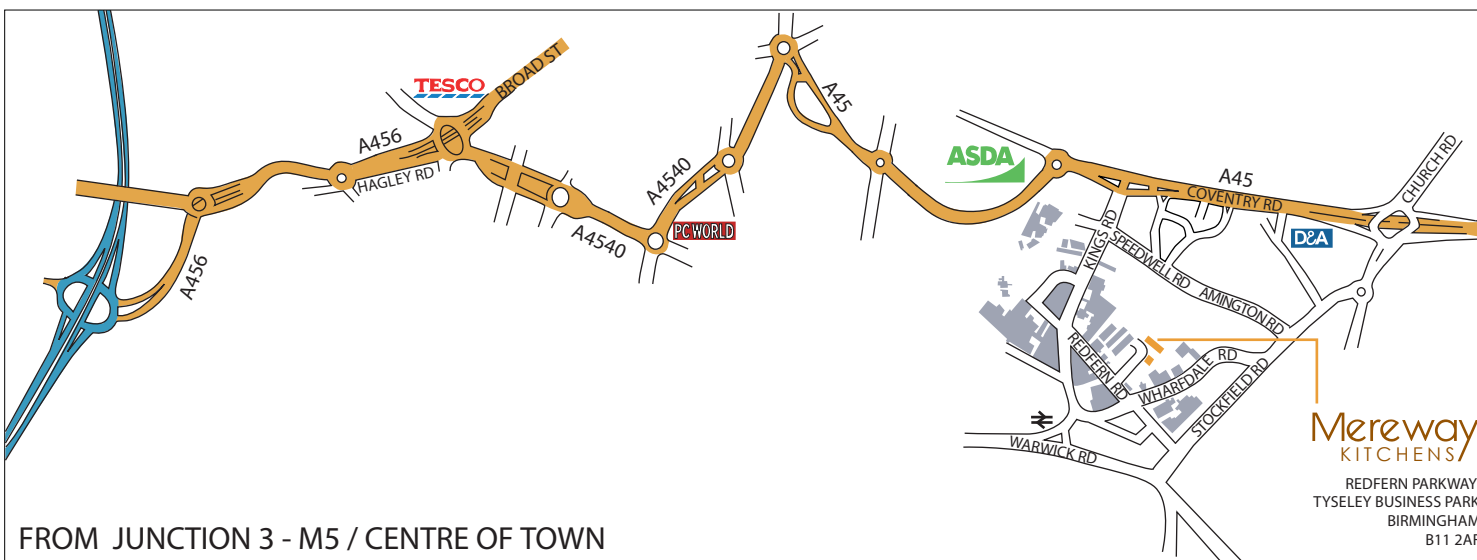 TESCO
BROAD ST
A456
HAGLEY RD
A456
A4540
A4540
PC WORLD
A45
ASDA
A45
COVENTRY RD
CHURCH RD
D&A
KINGS RD
SPEEDWELL RD
AMINGTON RD
REDFERN RD
WHARFDALE RD
STOCKFIELD RD
WARWICK RD
Mereway
KITCHENS
REDFERN PARKWAY
TYSELEY BUSINESS PARK
BIRMINGHAM
B11 2AF
FROM JUNCTION 3 - M5 / CENTRE OF TOWN